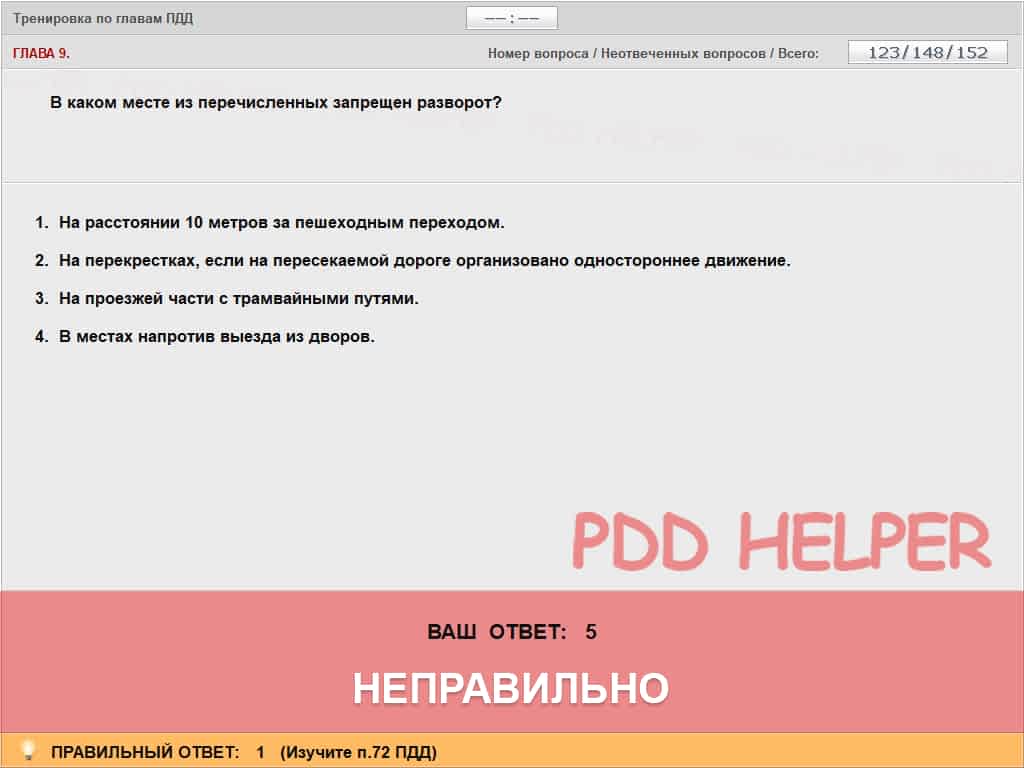 Тренировка по главам ПДД
—— : ——
ГЛАВА 9.
Номер вопроса / Неотвеченных вопросов / Всего: 123/148/152
В каком месте из перечисленных запрещен разворот?
1. На расстоянии 10 метров за пешеходным переходом.
2. На перекрестках, если на пересекаемой дороге организовано одностороннее движение.
3. На проезжей части с трамвайными путями.
4. В местах напротив выезда из дворов.
PDD HELPER
ВАШ ОТВЕТ: 5
НЕПРАВИЛЬНО
ПРАВИЛЬНЫЙ ОТВЕТ: 1 (Изучите п.72 ПДД)